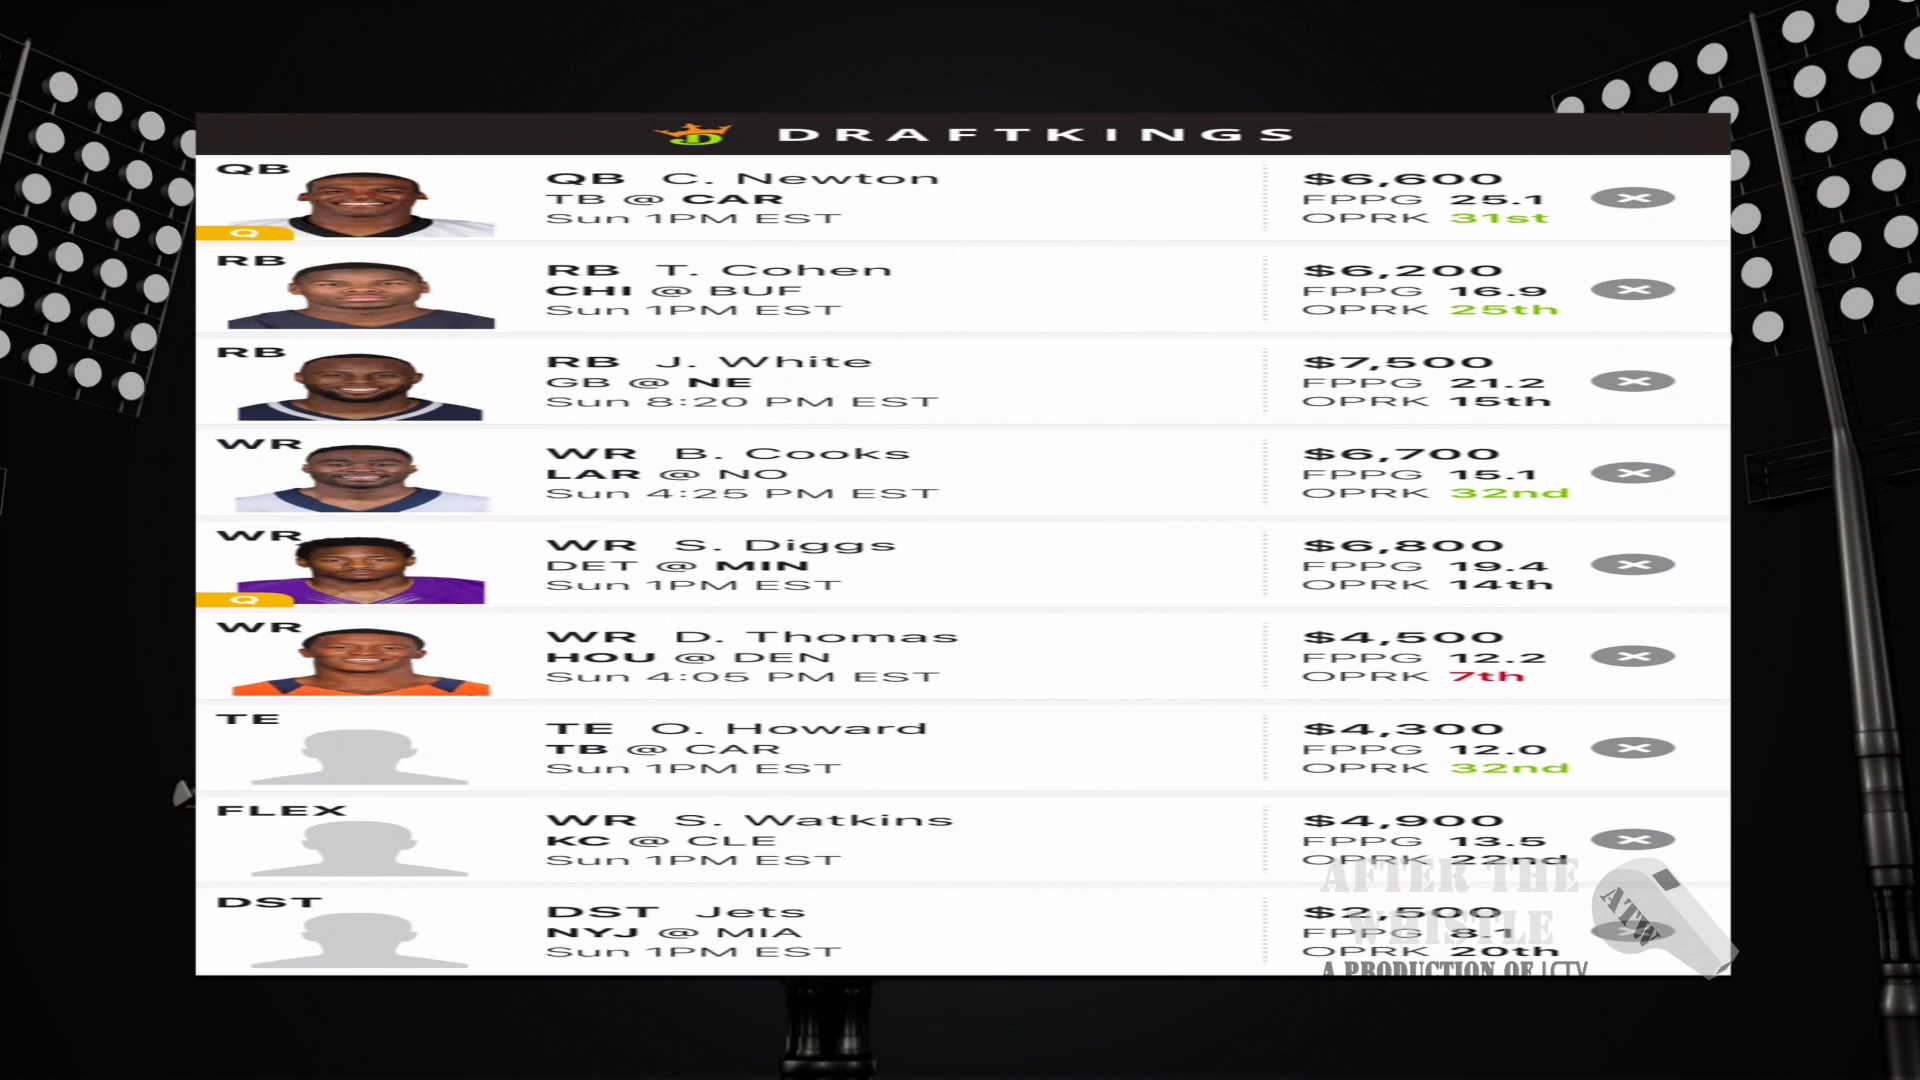 DRAFTKINGS
QB
QB C. Newton
TB @ CAR
Sun 1PM EST
$6,600
FPPG 25.1
OPRK 31st
Q
RB
RB T. Cohen
CHI @ BUF
Sun 1PM EST
$6,200
FPPG 16.9
OPRK 25th
RB
RB J. White
GB @ NE
Sun 8:20 PM EST
$7,500
FPPG 21.2
OPRK 15th
WR
WR B. Cooks
LAR @ NO
Sun 4:25 PM EST
$6,700
FPPG 15.1
OPRK 32nd
WR
WR S. Diggs
DET @ MIN
Sun 1PM EST
$6,800
FPPG 19.4
OPRK 14th
Q
WR
WR D. Thomas
HOU @ DEN
Sun 4:05 PM EST
$4,500
FPPG 12.2
OPRK 7th
TE
TE O. Howard
TB @ CAR
Sun 1PM EST
$4,300
FPPG 12.0
OPRK 32nd
FLEX
WR S. Watkins
KC @ CLE
Sun 1PM EST
$4,900
FPPG 13.5
OPRK 22nd
DST
DST Jets
NYJ @ MIA
Sun 1PM EST
$2,500
FPPG 8.1
OPRK 20th
AFTER THE
WHISTLE
A PRODUCTION OF LCTV
ATW